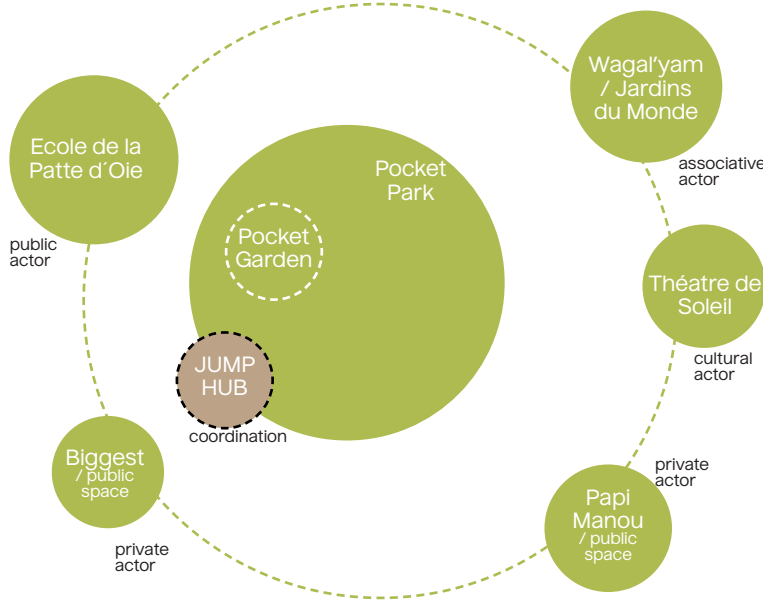 Wagal'yam
/ Jardins
du Monde
associative
actor
Ecole de la
Patte d´Oie
public
actor
Pocket
Park
Pocket
Garden
Théatre de
Soleil
cultural
actor
JUMP
HUB
coordination
Biggest
/ public
space
private
actor
private
actor
Papi
Manou
/ public
space